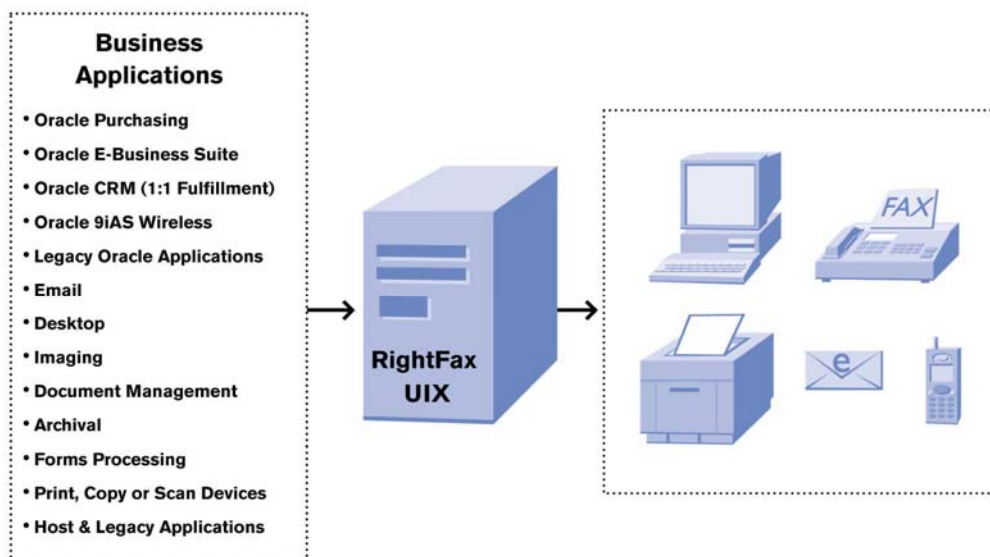 Business
Applications
• Oracle Purchasing
• Oracle E-Business Suite
• Oracle CRM (1:1 Fulfillment)
• Oracle 9iAS Wireless
• Legacy Oracle Applications
• Email
• Desktop
• Imaging
• Document Management
• Archival
• Forms Processing
• Print, Copy or Scan Devices
• Host & Legacy Applications
RightFax
UIX
FAX
e